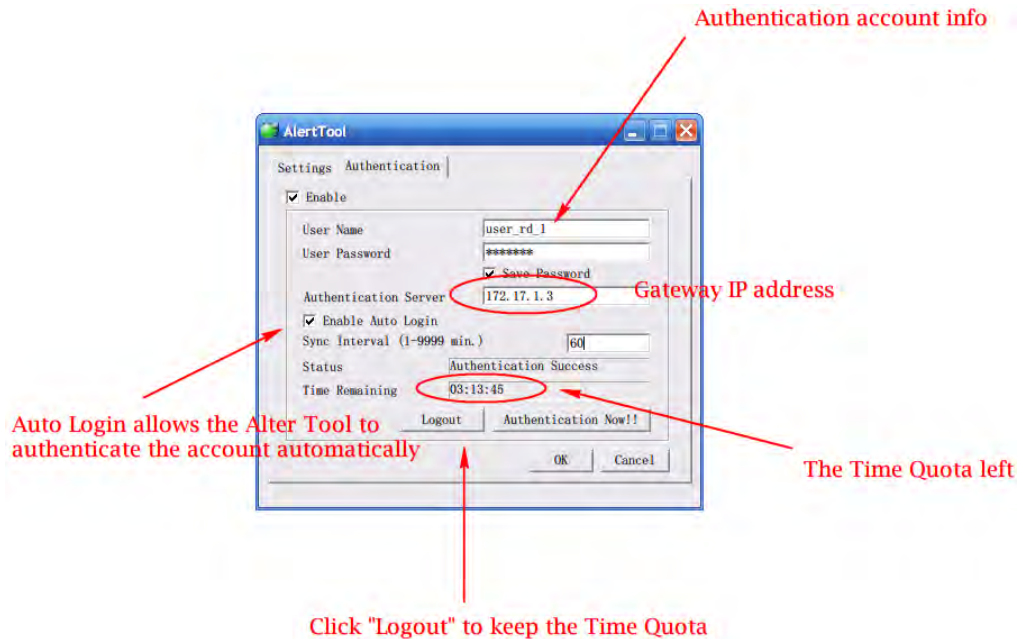 Authentication account info
AlertTool
Settings Authentication
Enable
User Name user_rd_1
User Password *******
Save Password
Authentication Server 172.17.1.3
Gateway IP address
Enable Auto Login
Sync Interval (1-9999 min.) 60
Status Authentication Success
Time Remaining 03:13:45
Logout Authentication Now!!
Auto Login allows the Alter Tool to
authenticate the account automatically
OK Cancel
The Time Quota left
Click "Logout" to keep the Time Quota